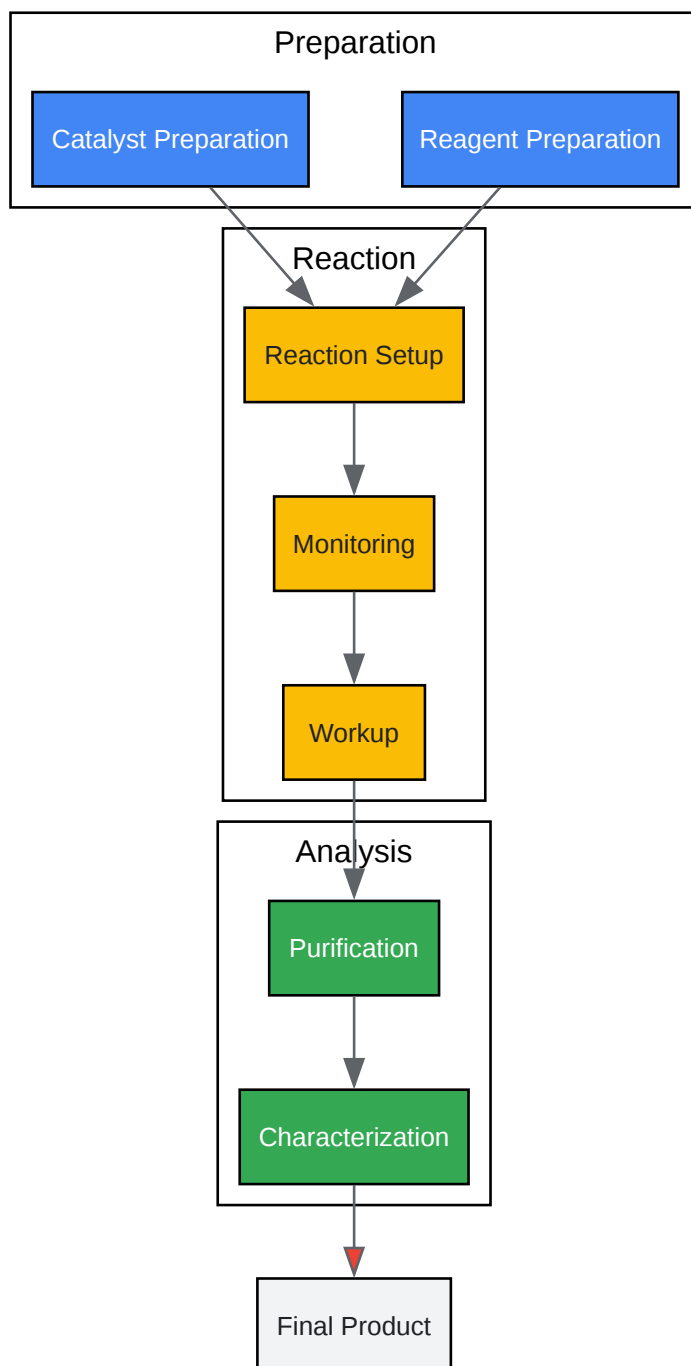 Preparation
Catalyst Preparation
Reagent Preparation
Reaction
Reaction Setup
Monitoring
Workup
Analysis
Purification
Characterization
Final Product